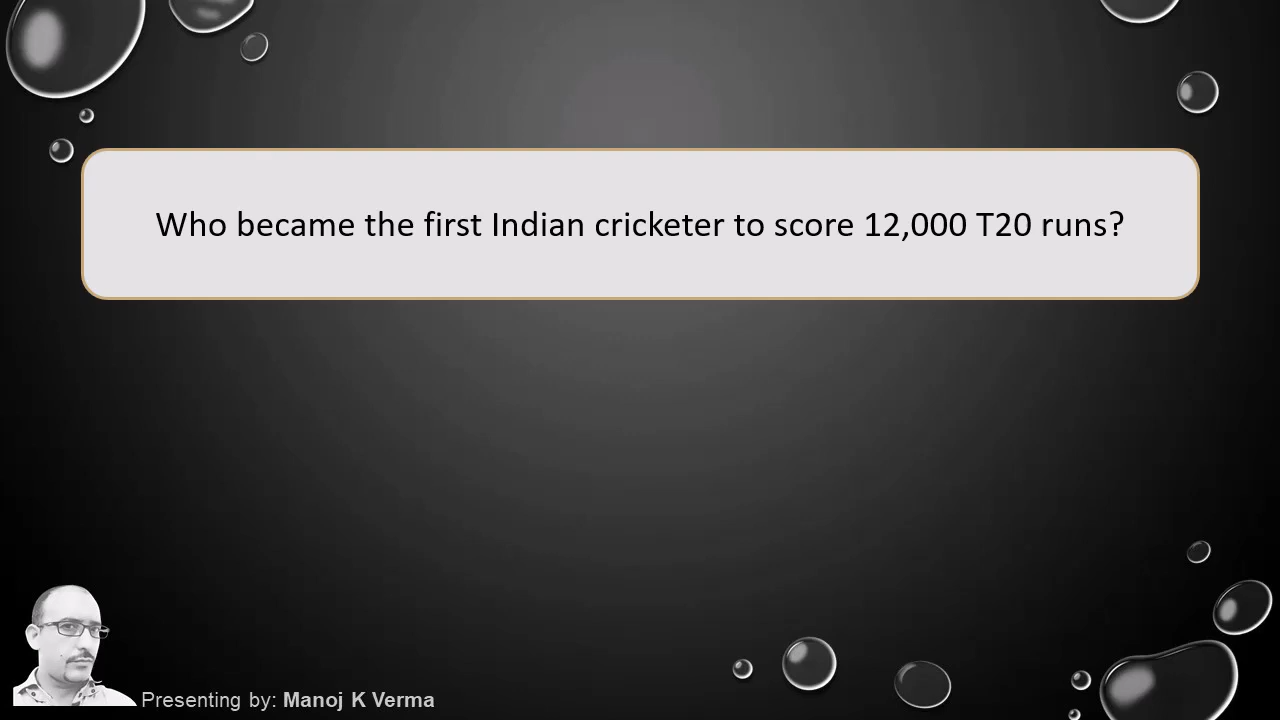 Who became the first Indian cricketer to score 12,000 T20 runs?
Presenting by: Manoj K Verma